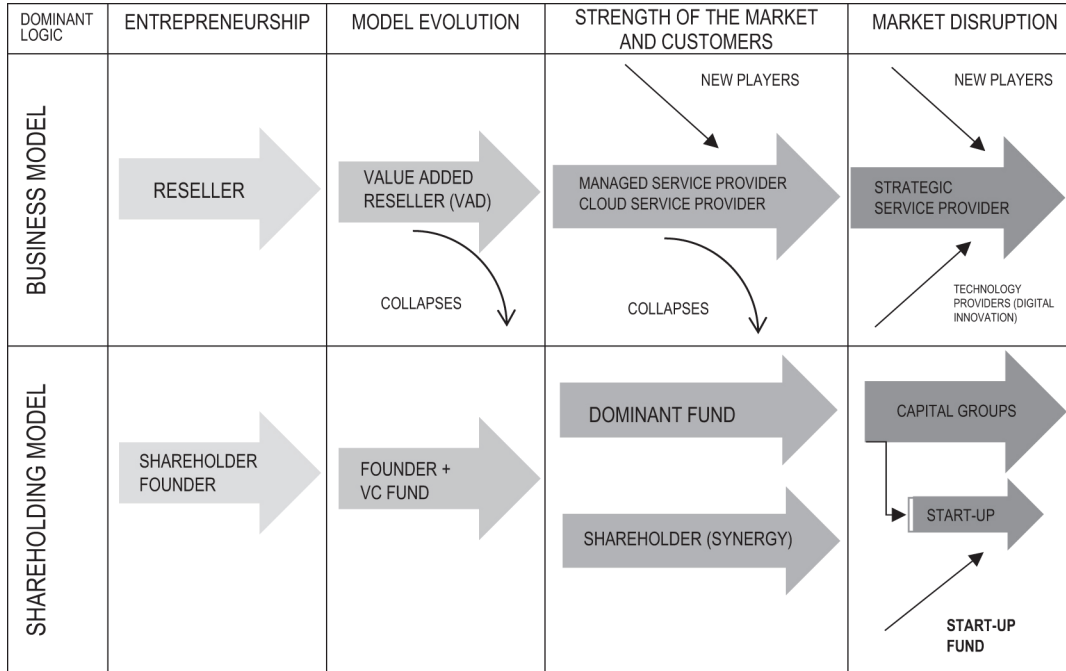 DOMINANT
LOGIC
ENTREPRENEURSHIP
MODEL EVOLUTION
STRENGTH OF THE MARKET
AND CUSTOMERS
MARKET DISRUPTION
BUSINESS MODEL
RESELLER
VALUE ADDED
RESELLER (VAD)
COLLAPSES
NEW PLAYERS
MANAGED SERVICE PROVIDER
CLOUD SERVICE PROVIDER
COLLAPSES
NEW PLAYERS
STRATEGIC
SERVICE PROVIDER
TECHNOLOGY
PROVIDERS (DIGITAL
INNOVATION)
SHAREHOLDING MODEL
SHAREHOLDER
FOUNDER
FOUNDER +
VC FUND
DOMINANT FUND
SHAREHOLDER (SYNERGY)
CAPITAL GROUPS
START-UP
START-UP
FUND